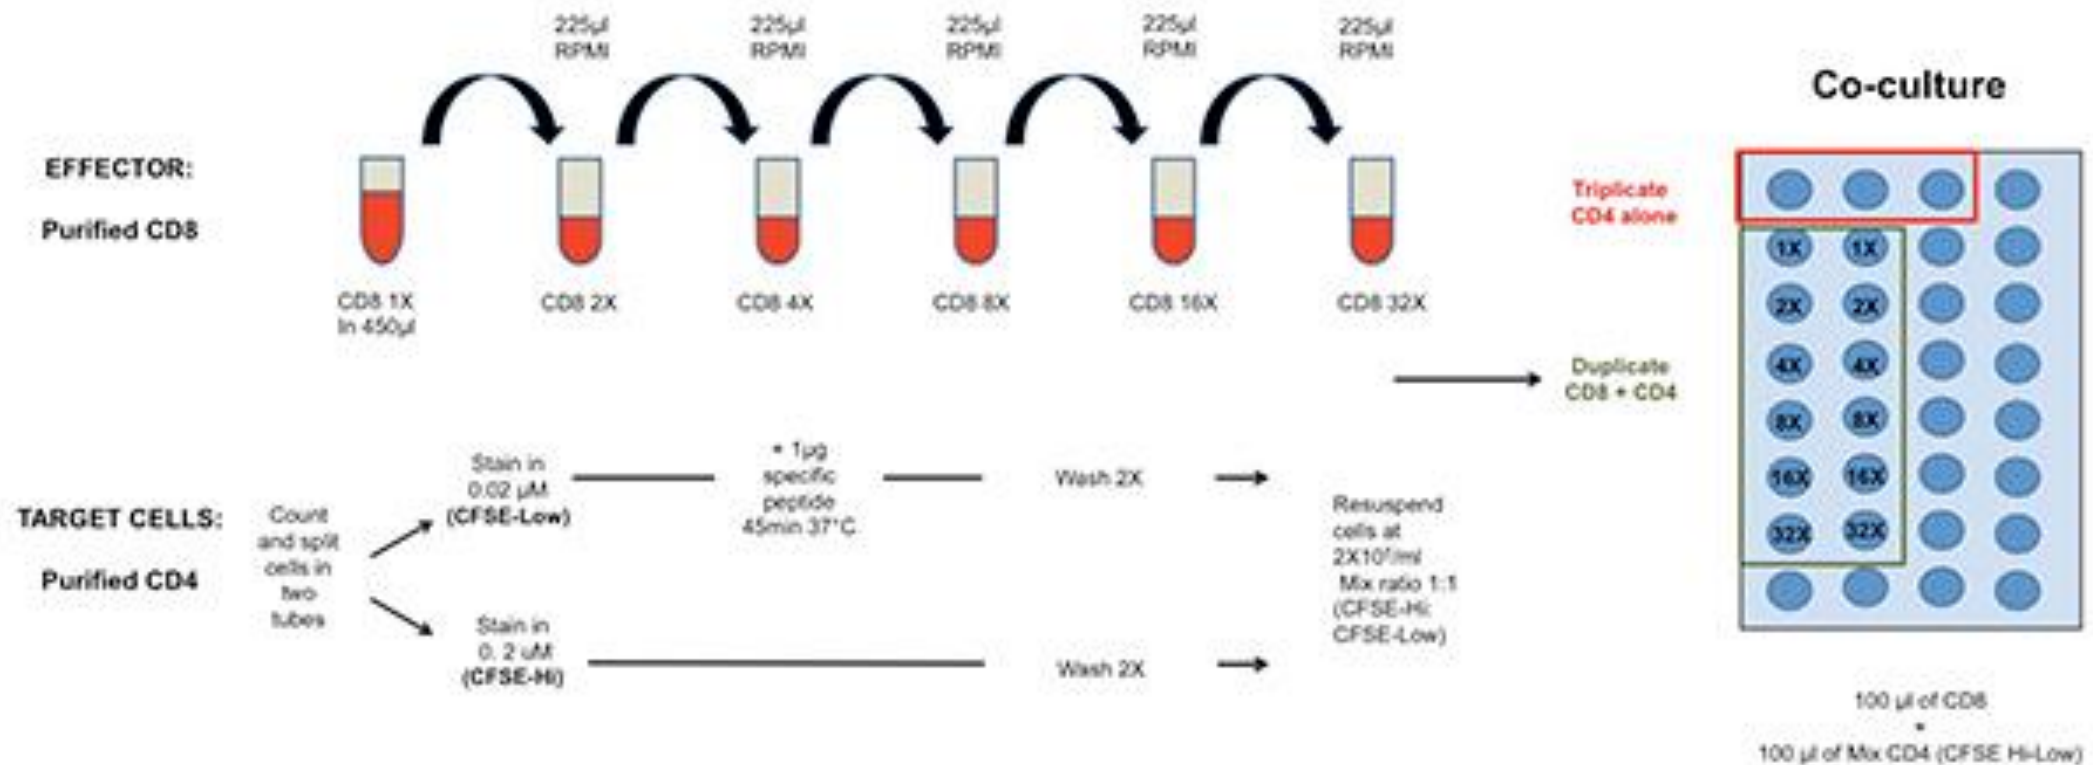 225µl
RPMI
225µl
RPMI
225µl
RPMI
225µl
RPMI
225µl
RPMI
EFFECTOR:
Purified CD8
CD8 1X
In 450µl
CD8 2X
CD8 4X
CD8 8X
CD8 16X
CD8 32X
TARGET CELLS:
Purified CD4
Count
and split
cells in
two
tubes
Stain in
0.02 µM
(CFSE-Low)
+ 1µg
specific
peptide
45min 37°C
Wash 2X
Stain in
0. 2 uM
(CFSE-Hi)
Wash 2X
Resuspend
cells at
Mix ratio 1:1
(CFSE-Hi:
CFSE-Low)
Co-culture
Triplicate
CD4 alone
Duplicate
CD8 + CD4
1X 1X
2X 2X
4X 4X
8X 8X
16X 16X
32X 32X
100 µl of CD8
+
100 µl of Mix CD4 (CFSE Hi-Low)